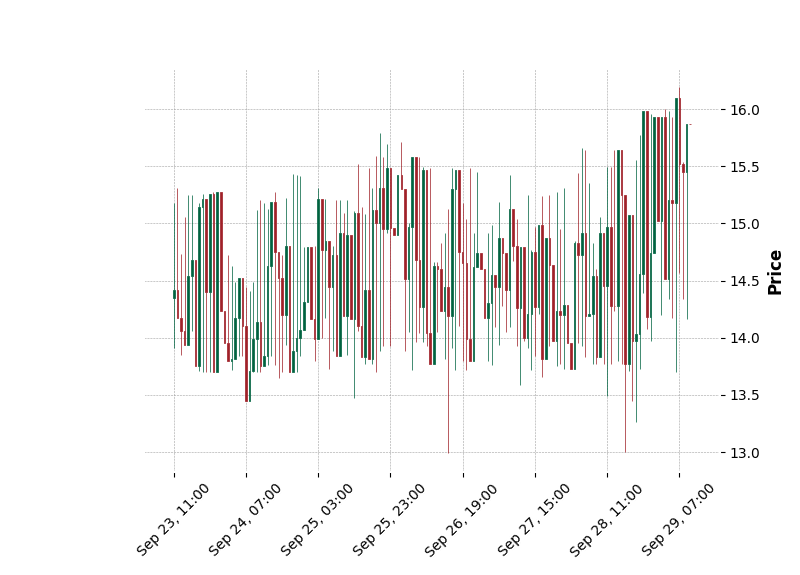 16.0
15.5
15.0
14.5
14.0
13.5
13.0
Price
Sep 23, 11:00
Sep 24, 07:00
Sep 25, 03:00
Sep 25, 23:00
Sep 26, 19:00
Sep 27, 15:00
Sep 28, 11:00
Sep 29, 07:00